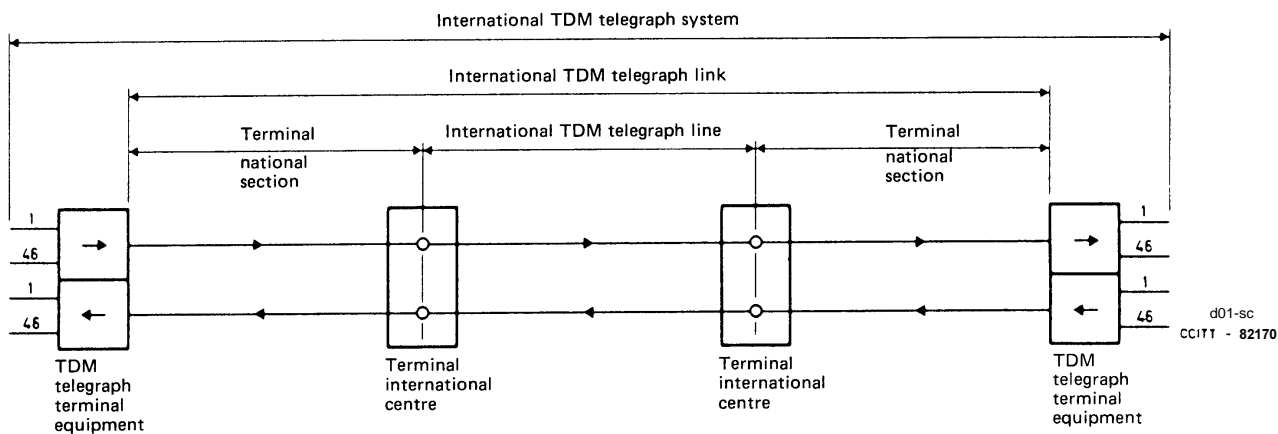 International TDM telegraph system
International TDM telegraph link
Terminal
national
section
International TDM telegraph line
Terminal
national
section
1
46
1
46
1
46
1
46
TDM
telegraph
terminal
equipment
Terminal
international
centre
Terminal
international
centre
TDM
telegraph
terminal
equipment
d01-sc
CCITT - 82170